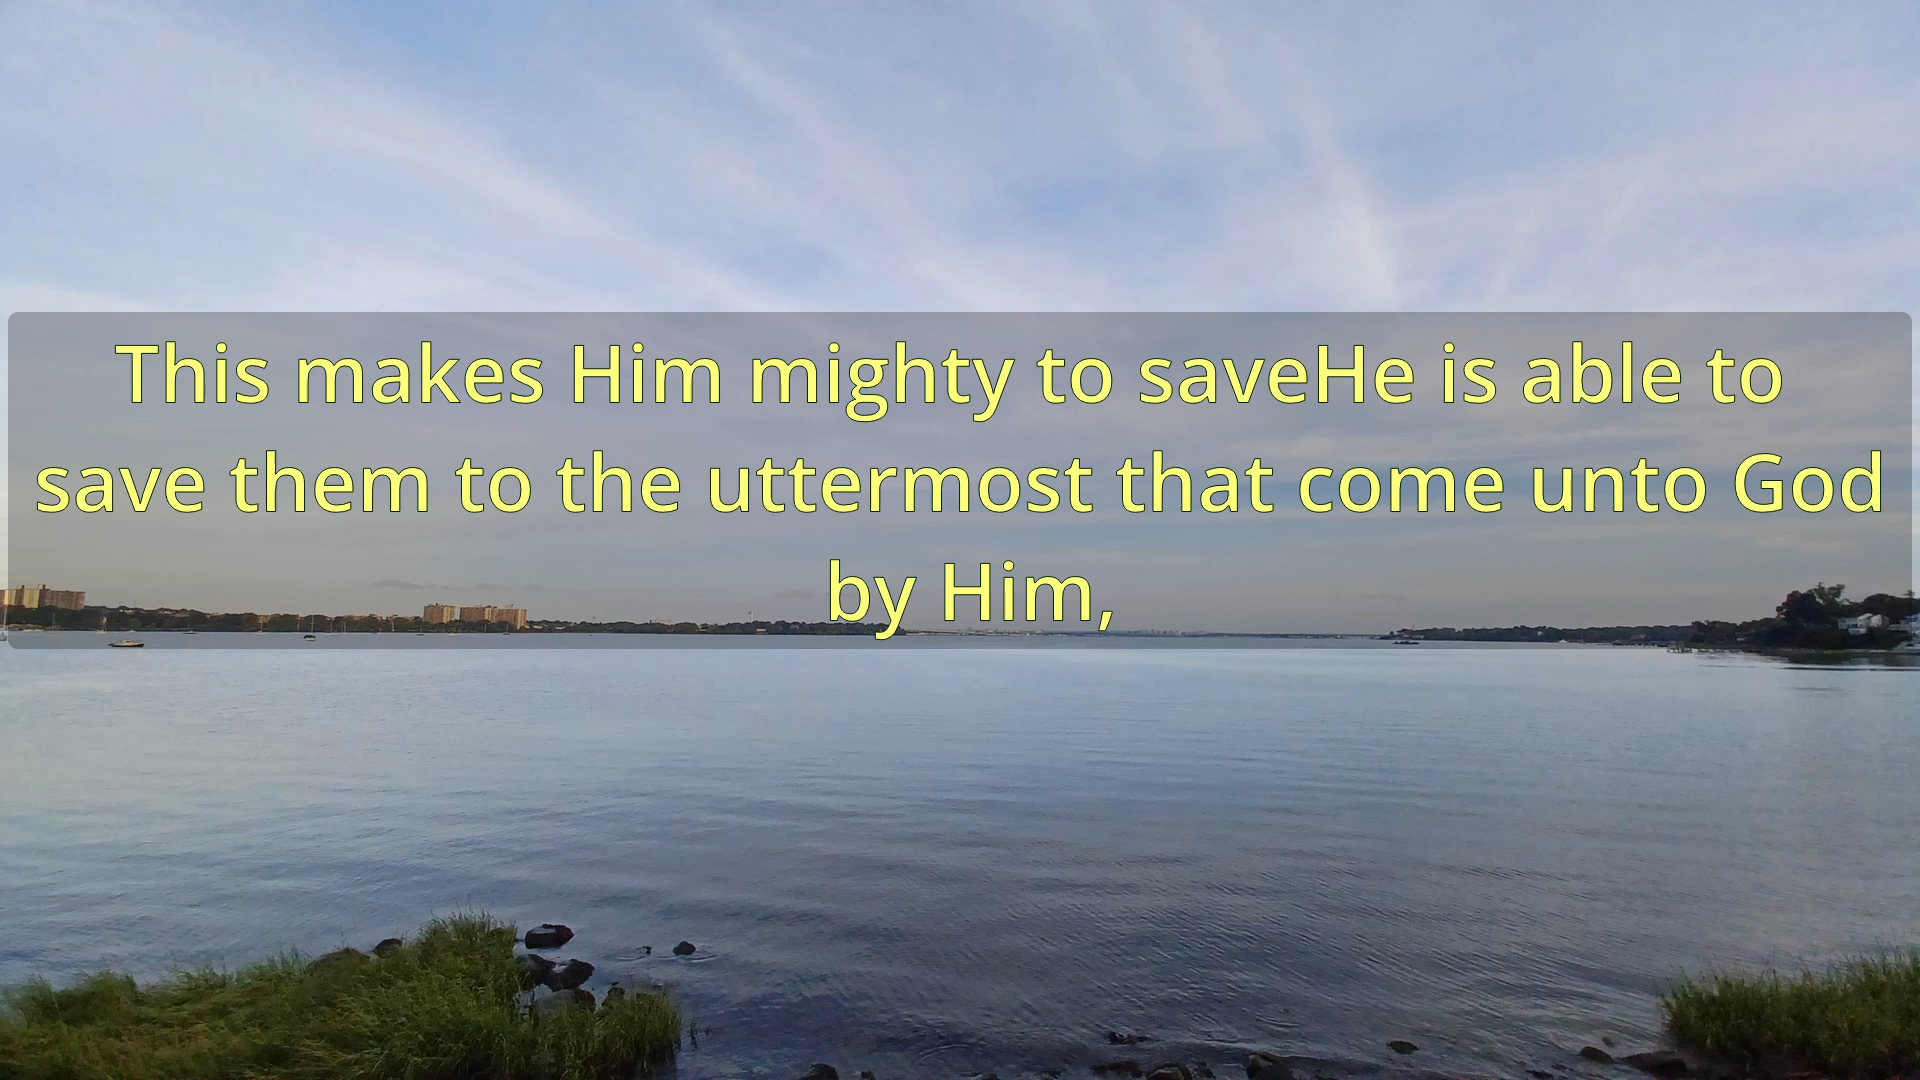 This makes Him mighty to saveHe is able to
save them to the uttermost that come unto God
by Him,